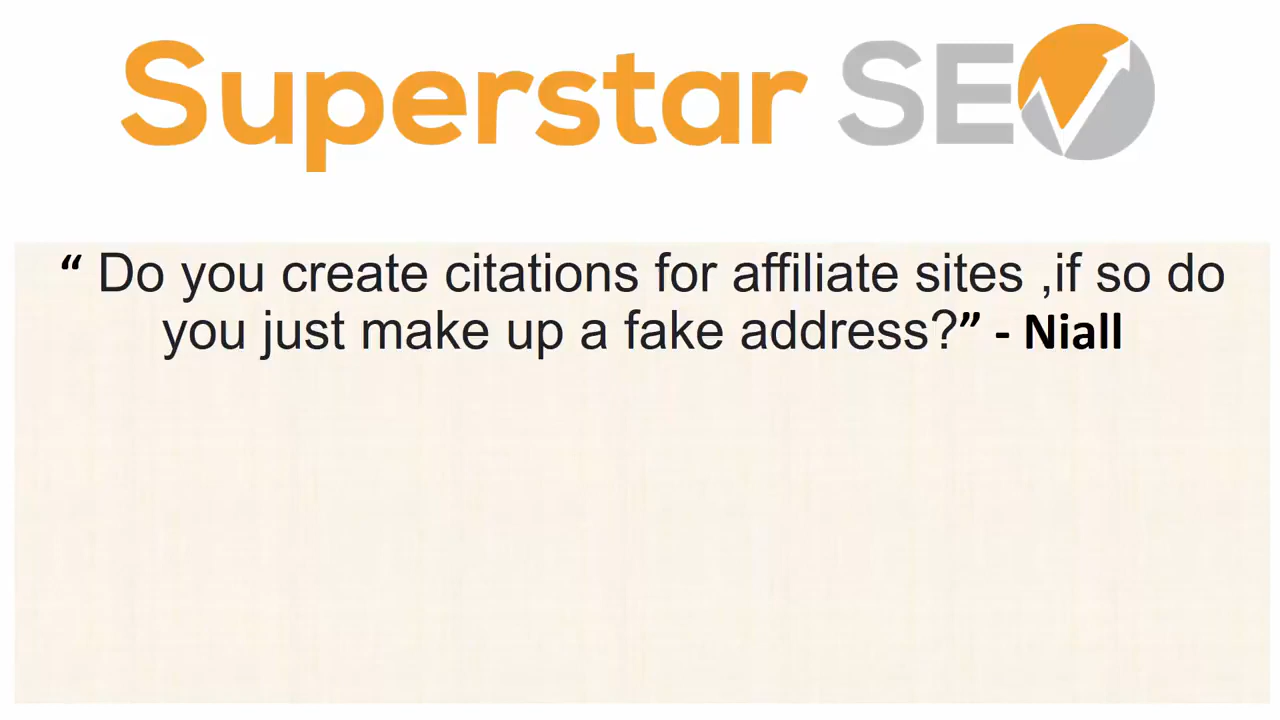 Superstar SEO
“ Do you create citations for affiliate sites ,if so do
you just make up a fake address?” - Niall